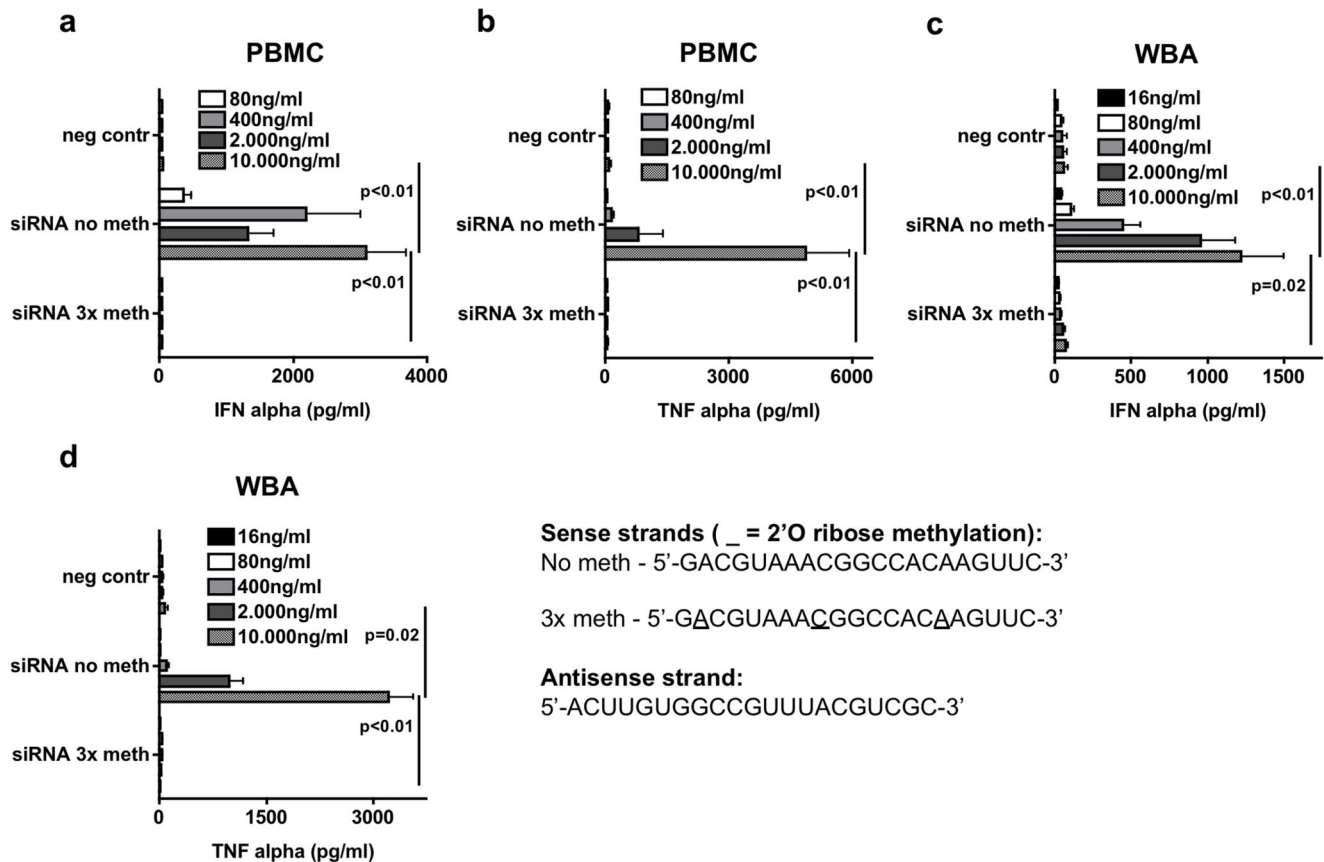 a
PBMC
80ng/ml
400ng/ml
2.000ng/ml
10.000ng/ml
neg contr
siRNA no meth
siRNA 3x meth
p<0.01
p<0.01
0
2000
4000
IFN alpha (pg/ml)
b
PBMC
80ng/ml
400ng/ml
2.000ng/ml
10.000ng/ml
neg contr
siRNA no meth
siRNA 3x meth
p<0.01
p<0.01
0
3000
6000
TNF alpha (pg/ml)
c
WBA
16ng/ml
80ng/ml
400ng/ml
2.000ng/ml
10.000ng/ml
neg contr
siRNA no meth
siRNA 3x meth
p<0.01
p=0.02
0
500
1000
1500
IFN alpha (pg/ml)
d
WBA
16ng/ml
80ng/ml
400ng/ml
2.000ng/ml
10.000ng/ml
neg contr
siRNA no meth
siRNA 3x meth
p=0.02
p<0.01
0
1500
3000
TNF alpha (pg/ml)
Sense strands ( _ = 2'O ribose methylation):
No meth - 5'-GACGUAAACGGCCACAAGUUC-3'
3x meth - 5'-GACGUAAACGGCCACAAGUUC-3'
Antisense strand:
5'-ACUUGUGGCCGUUUACGUCGC-3'